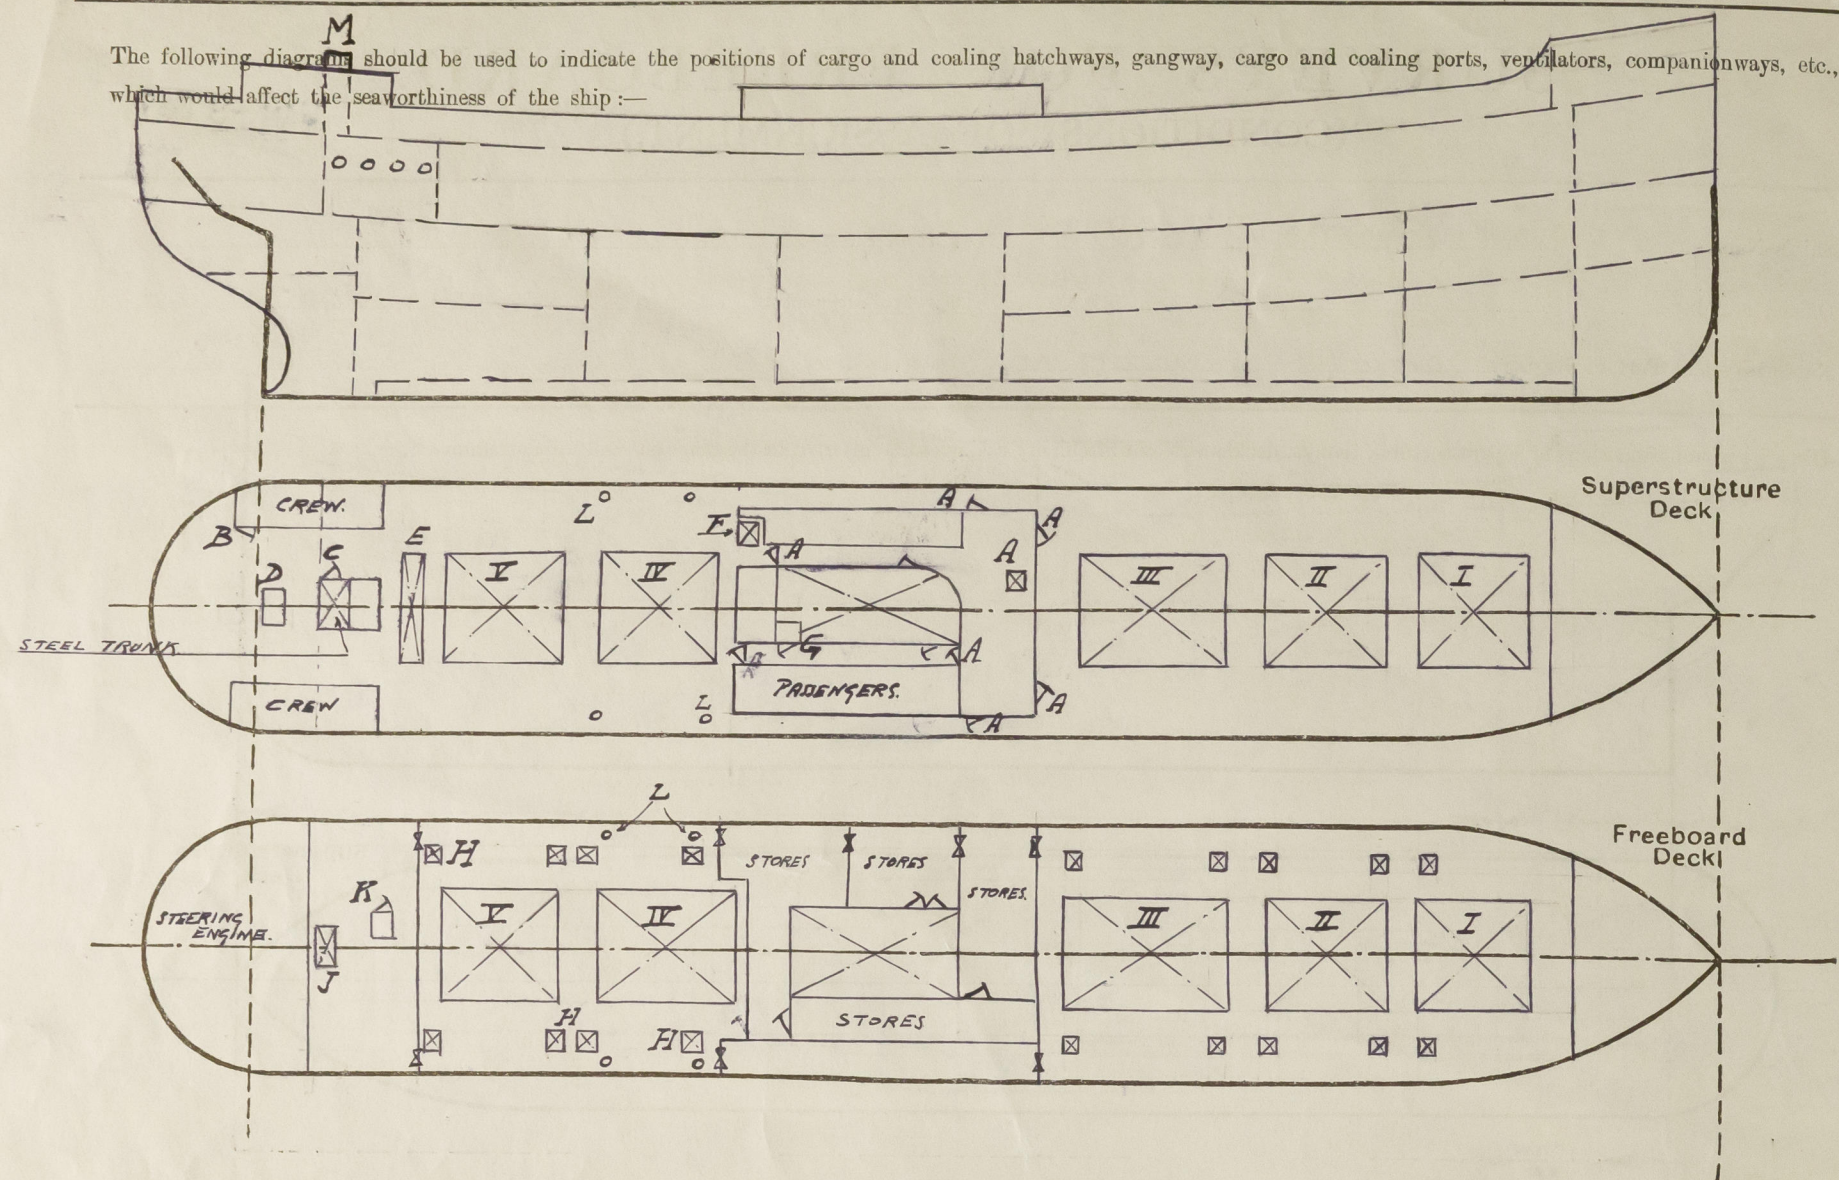 M
The following diagrams should be used to indicate the positions of cargo and coaling hatchways, gangway, cargo and coaling ports, ventilators, companionways, etc.,
which would affect the seaworthiness of the ship :—
Superstructure
Deck
CREW.
B
C
D
E
V
L
IV
F
A
A
A
A
III
II
I
STEEL TRUNK
G
A
PASSENGERS.
CREW
L
A
A
Freeboard
Deck
L
H
STORES
STORES
STORES.
K
STEERING
ENGINE.
J
V
IV
III
II
I
H
H
STORES